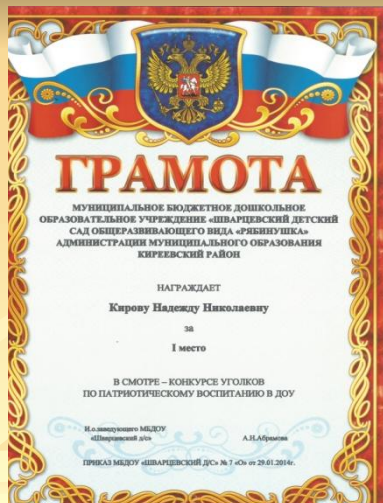 ГРАМОТА
МУНИЦИПАЛЬНОЕ БЮДЖЕТНОЕ ДОШКОЛЬНОЕ
ОБРАЗОВАТЕЛЬНОЕ УЧРЕЖДЕНИЕ «ШВАРЦЕВСКИЙ ДЕТСКИЙ
САД ОБЩЕРАЗВИВАЮЩЕГО ВИДА «РЯБИНУШКА»
АДМИНИСТРАЦИИ МУНИЦИПАЛЬНОГО ОБРАЗОВАНИЯ
КИРЕЕВСКИЙ РАЙОН
НАГРАЖДАЕТ
Кирову Надежду Николаевну
за
I место
В СМОТРЕ – КОНКУРСЕ УГОЛКОВ
ПО ПАТРИОТИЧЕСКОМУ ВОСПИТАНИЮ В ДОУ
И.о.заведующего МБДОУ
«Шварцевский д/с» А.Н.Абрамова
ПРИКАЗ МБДОУ «ШВАРЦЕВСКИЙ Д/С» № 7 «О» от 29.01.2014г.